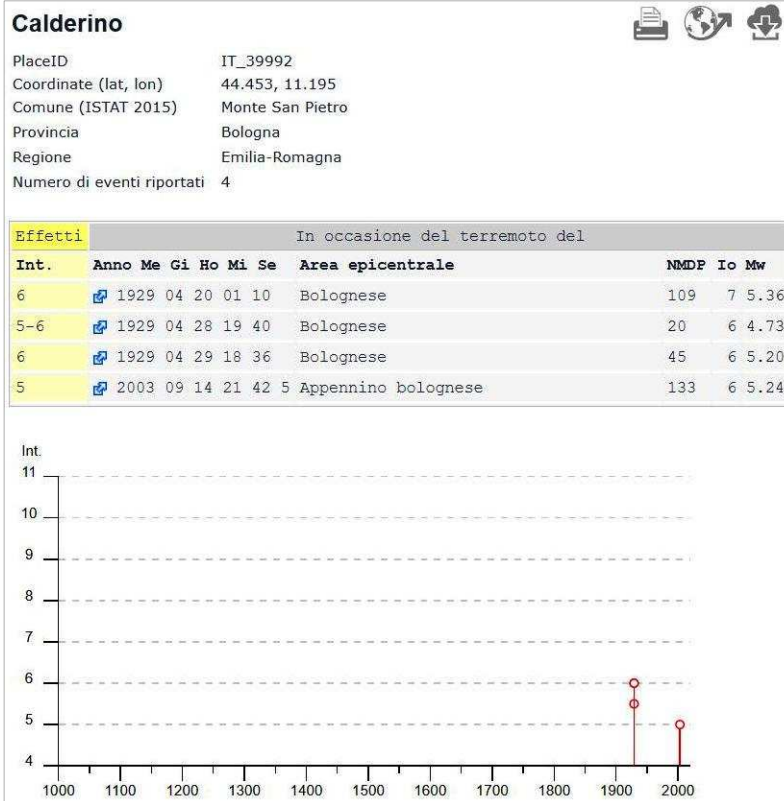 Calderino
PlaceID IT_39992
Coordinate (lat, lon) 44.453, 11.195
Comune (ISTAT 2015) Monte San Pietro
Provincia Bologna
Regione Emilia-Romagna
Numero di eventi riportati 4
Effetti In occasione del terremoto del
Int. Anno Me Gi Ho Mi Se Area epicentrale NMDP Io Mw
6 1929 04 20 01 10 Bolognese 109 7 5.36
5-6 1929 04 28 19 40 Bolognese 20 6 4.73
6 1929 04 29 18 36 Bolognese 45 6 5.20
5 2003 09 14 21 42 5 Appennino bolognese 133 6 5.24
Int.
11
10
9
8
7
6
5
4
1000 1100 1200 1300 1400 1500 1600 1700 1800 1900 2000